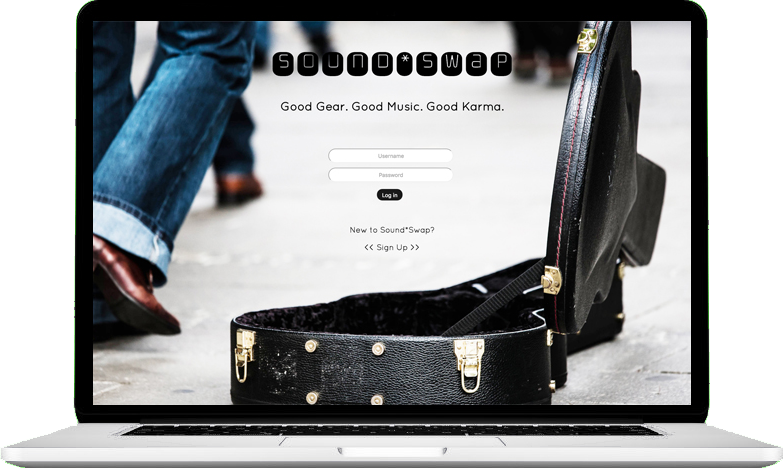 SOUND*SWaP
Good Gear. Good Music. Good Karma.
Username
Password
Log in
New to Sound*Swap?
<< Sign Up >>